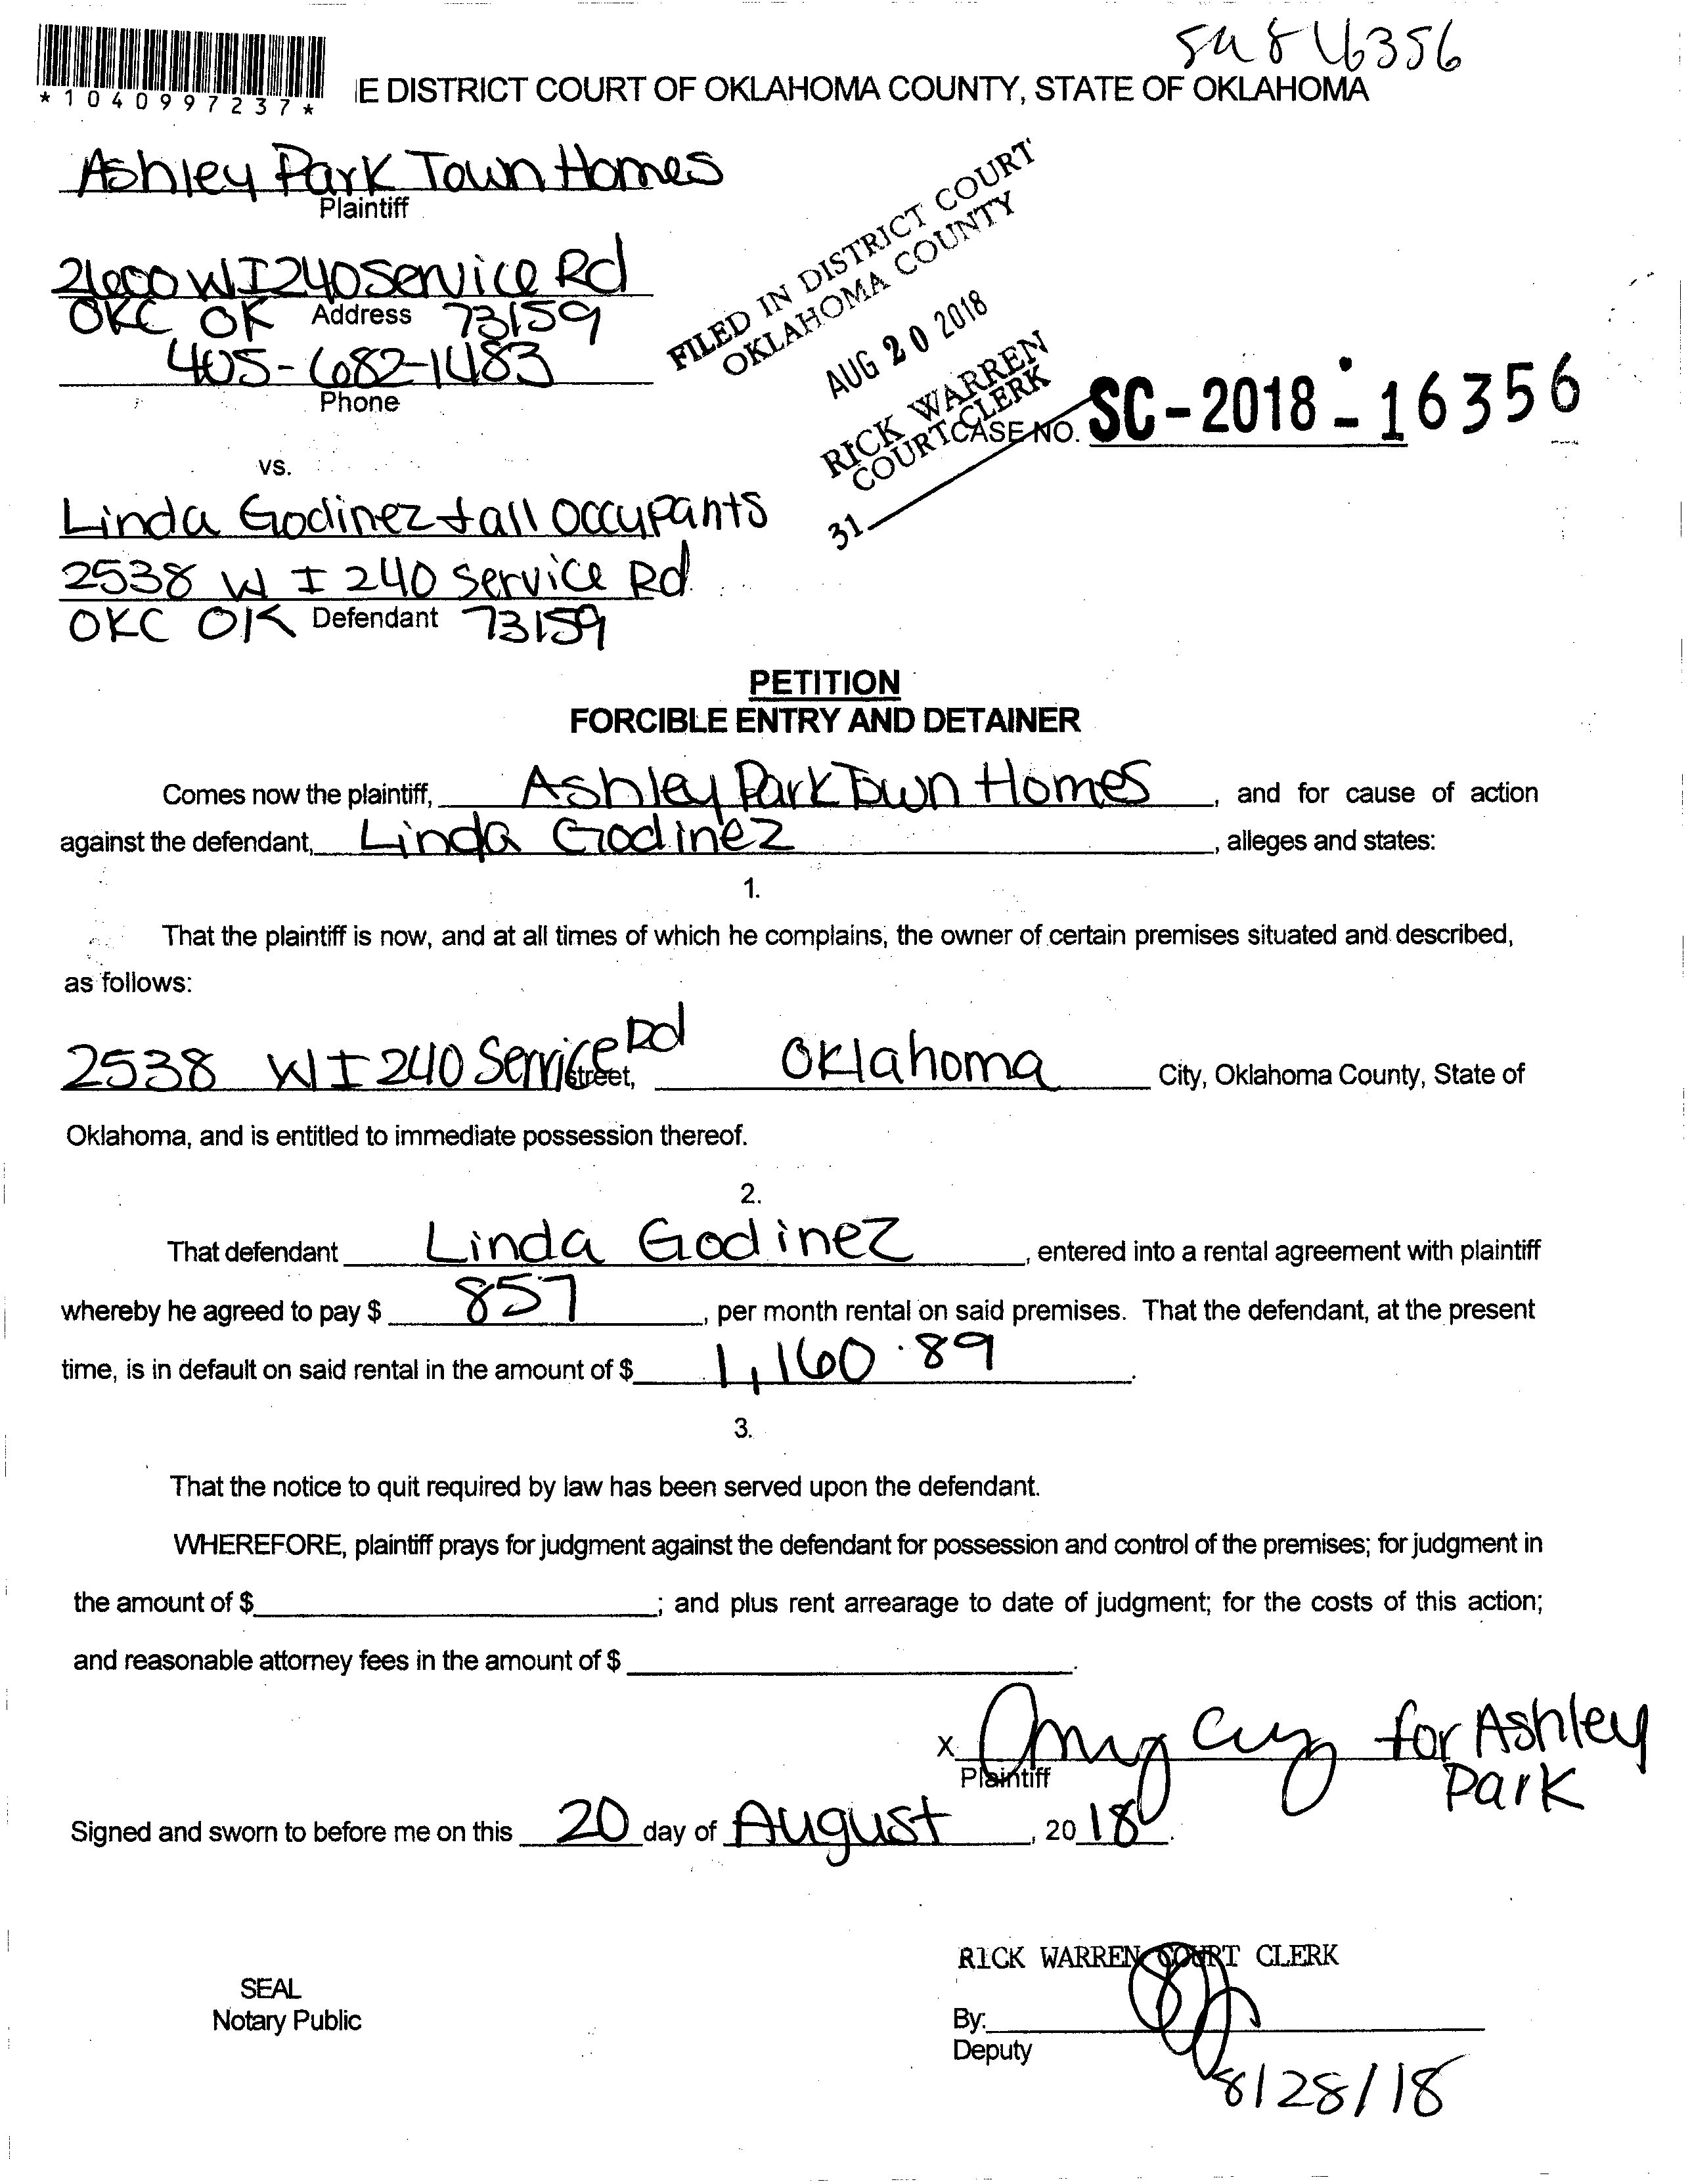 *1040997237*
E DISTRICT COURT OF OKLAHOMA COUNTY, STATE OF OKLAHOMA
Ashley Park Town Homes
Plaintiff
2600 W I 240 Service Rd
OKC OK Address 73159
405-682-1483
Phone
FILED IN DISTRICT COURT
OKLAHOMA COUNTY
AUG 20 2018
RICK WARREN
COURT CLERK
31
CASE NO. SC-2018-16356
vs.
Linda Godinez + all occupants
2538 W I 240 Service Rd
OKC OK Defendant 73159
PETITION
FORCIBLE ENTRY AND DETAINER
Comes now the plaintiff, Ashley Park Town Homes, and for cause of action
against the defendant, Linda Godinez, alleges and states:
1.
That the plaintiff is now, and at all times of which he complains, the owner of certain premises situated and described,
as follows:
2538 W I 240 Service Rd street, Oklahoma City, Oklahoma County, State of
Oklahoma, and is entitled to immediate possession thereof.
2.
That defendant Linda Godinez, entered into a rental agreement with plaintiff
whereby he agreed to pay $ 857, per month rental on said premises. That the defendant, at the present
time, is in default on said rental in the amount of $ 1,160.89.
3.
That the notice to quit required by law has been served upon the defendant.
WHEREFORE, plaintiff prays for judgment against the defendant for possession and control of the premises; for judgment in
the amount of $ ; and plus rent arrearage to date of judgment; for the costs of this action;
and reasonable attorney fees in the amount of $ .
X for Ashley
Plaintiff Park
Signed and sworn to before me on this 20 day of August, 2018.
RICK WARREN COURT CLERK
SEAL
Notary Public
By:
Deputy
8/28/18